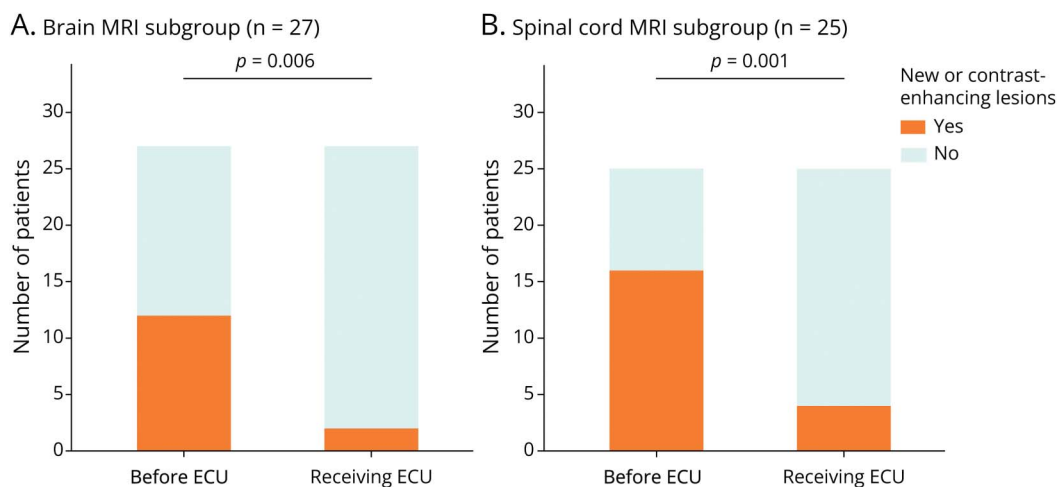 A. Brain MRI subgroup (n = 27)
p = 0.006
Number of patients
30
25
20
15
10
5
0
Before ECU
Receiving ECU
B. Spinal cord MRI subgroup (n = 25)
p = 0.001
Number of patients
30
25
20
15
10
5
0
Before ECU
Receiving ECU
New or contrast-
enhancing lesions
Yes
No